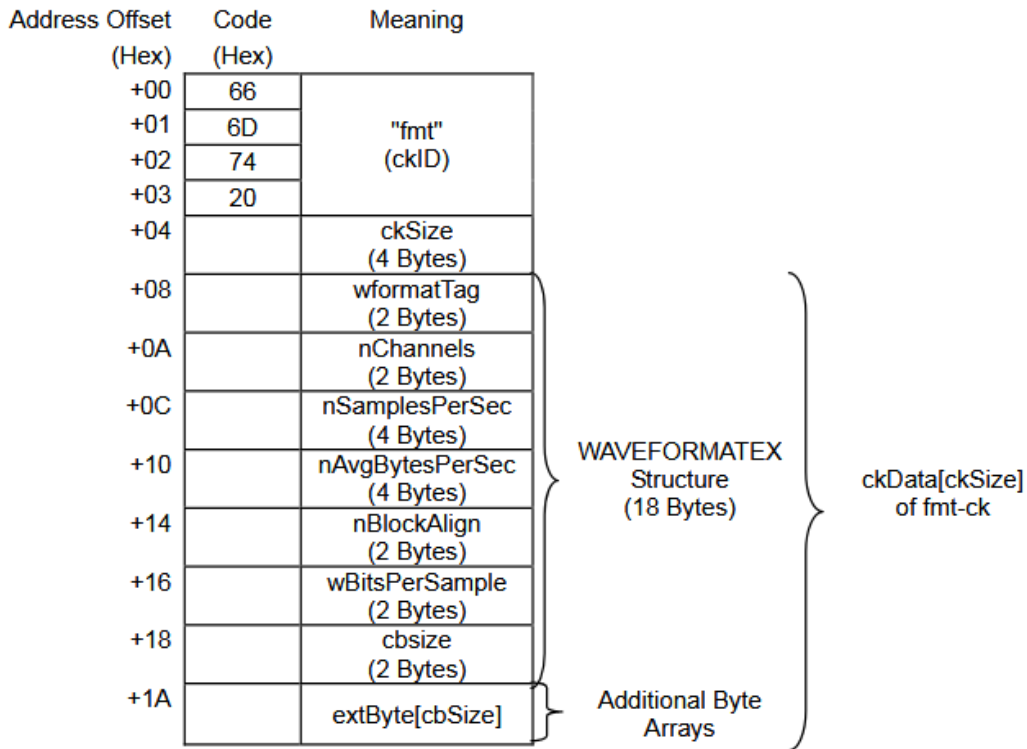 Address Offset Code Meaning
(Hex) (Hex)
+00 66
+01 6D "fmt"
+02 74 (ckID)
+03 20
+04 ckSize
(4 Bytes)
+08 wformatTag
(2 Bytes)
+0A nChannels
(2 Bytes)
+0C nSamplesPerSec
(4 Bytes)
+10 nAvgBytesPerSec
(4 Bytes)
+14 nBlockAlign
(2 Bytes)
+16 wBitsPerSample
(2 Bytes)
+18 cbsize
(2 Bytes)
+1A extByte[cbSize]
WAVEFORMATEX
Structure
(18 Bytes)
Additional Byte
Arrays
ckData[ckSize]
of fmt-ck